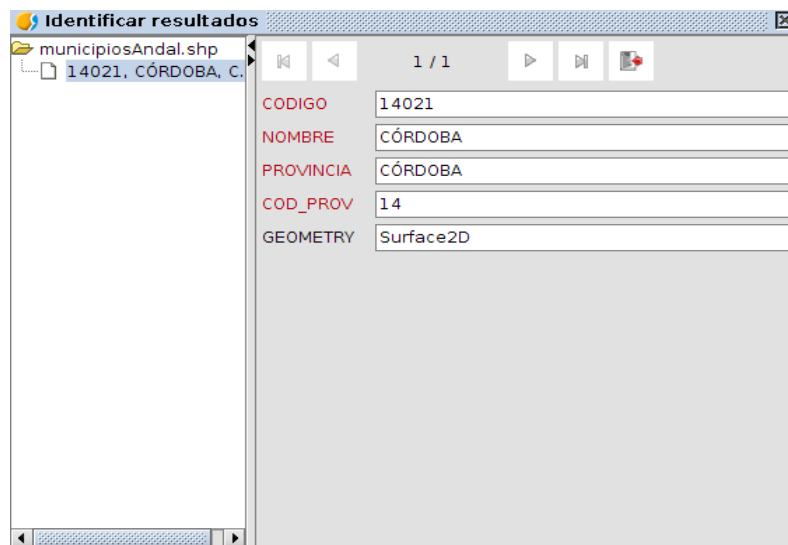 Identificar resultados
municipiosAndal.shp
14021, CÓRDOBA, C.
1 / 1
CODIGO 14021
NOMBRE CÓRDOBA
PROVINCIA CÓRDOBA
COD_PROV 14
GEOMETRY Surface2D